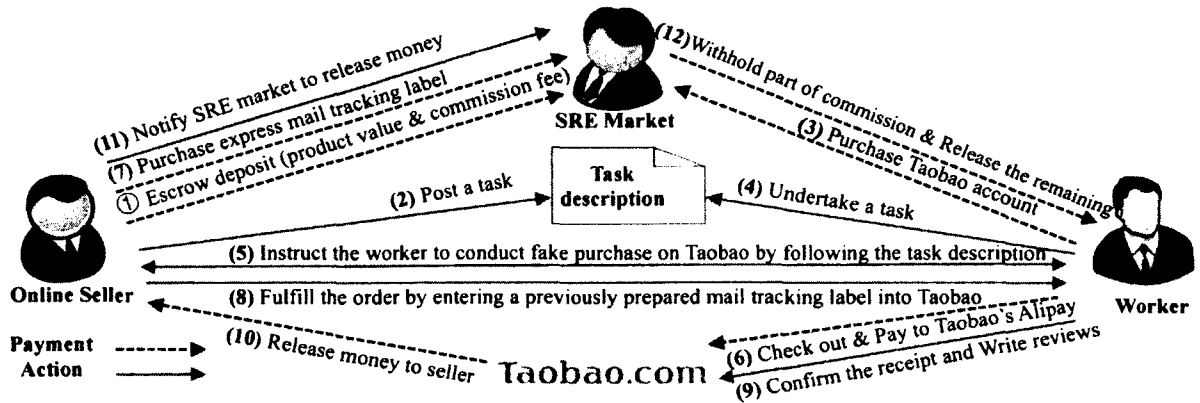 (11) Notify SRE market to release money
(7) Purchase express mail tracking label
① Escrow deposit (product value & commission fee)
SRE Market
(12)Withhold part of commission & Release the remaining
(3) Purchase Taobao account
(2) Post a task
Task
description
(4) Undertake a task
(5) Instruct the worker to conduct fake purchase on Taobao by following the task description
Online Seller
(8) Fulfill the order by entering a previously prepared mail tracking label into Taobao
Worker
Payment
Action
(10) Release money to seller
Taobao.com
(6) Check out & Pay to Taobao's Alipay
(9) Confirm the receipt and Write reviews